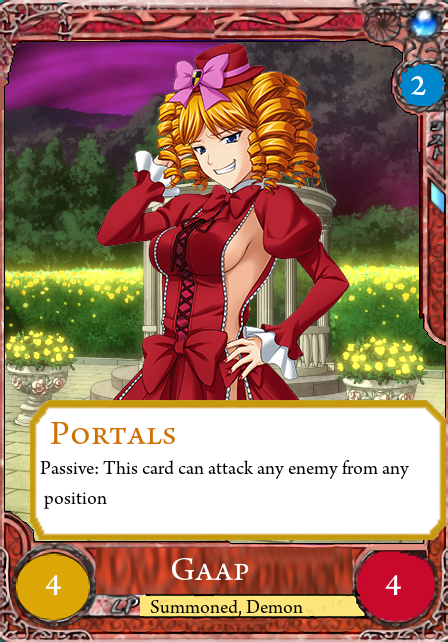 2
Portals
Passive: This card can attack any enemy from any
position
Gaap
4
4
LP
Summoned, Demon